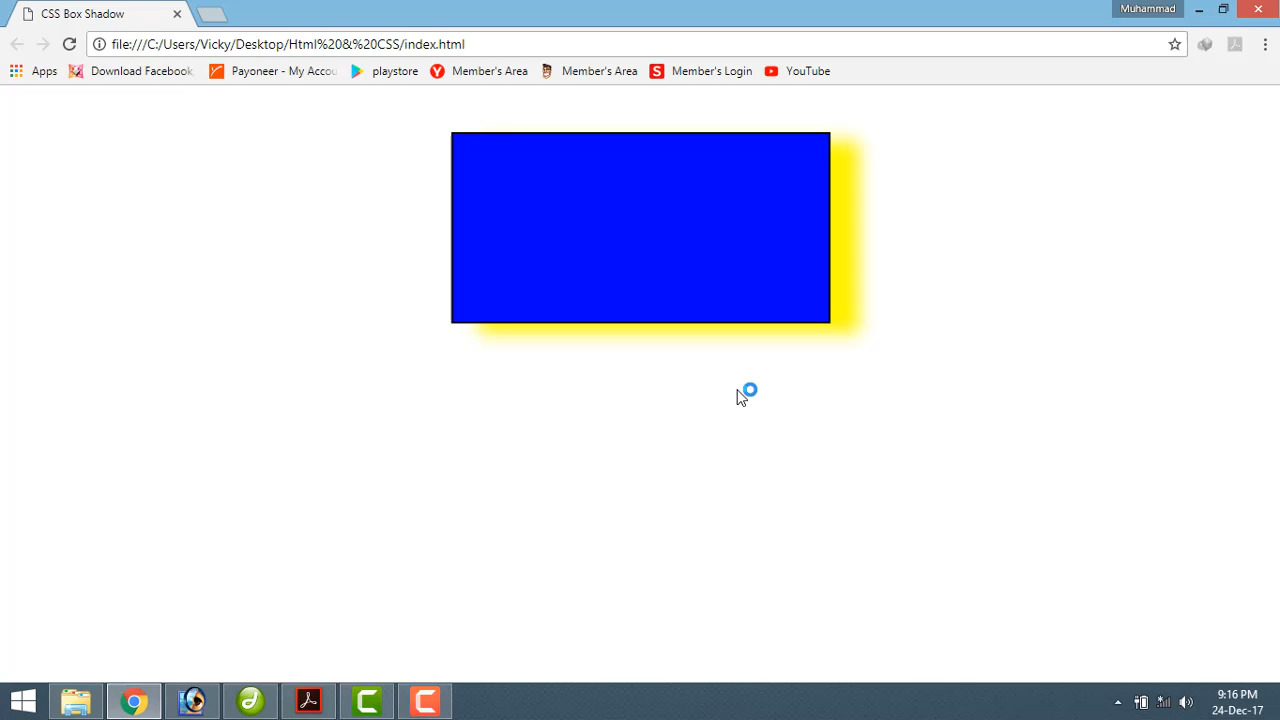 CSS Box Shadow
Muhammad
file:///C:/Users/Vicky/Desktop/Html%20&%20CSS/index.html
Apps Download Facebook Payoneer - My Accou playstore Member's Area Member's Area Member's Login YouTube
9:16 PM
24-Dec-17